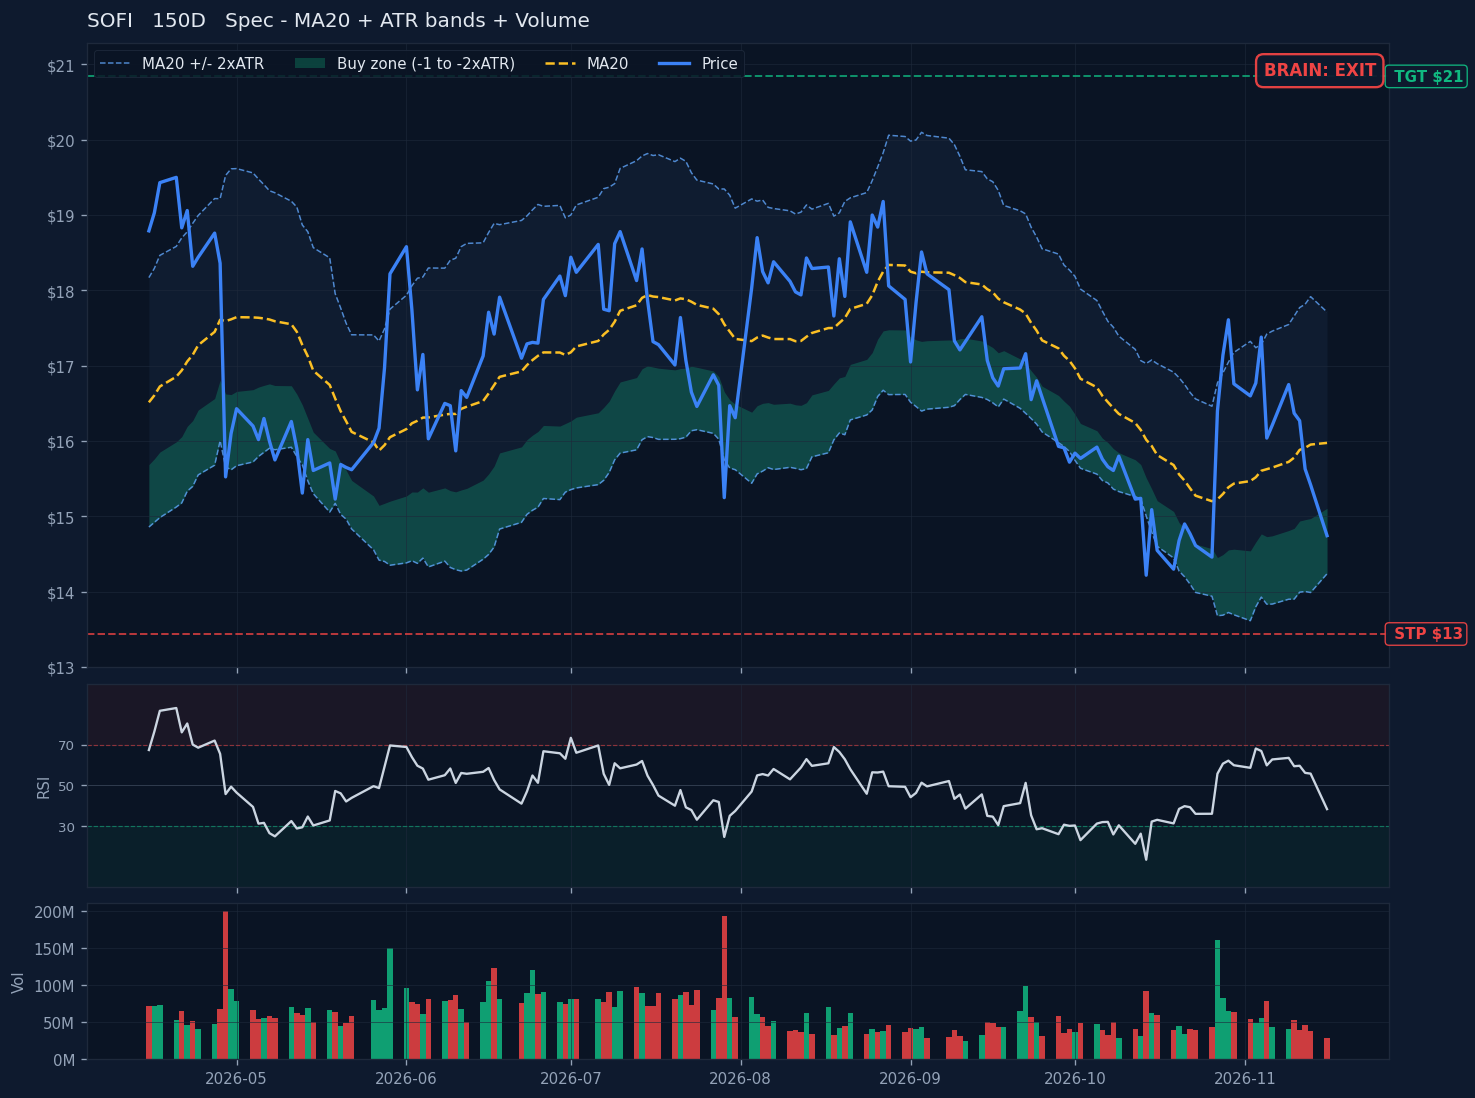 SOFI   150D   Spec - MA20 + ATR bands + Volume
MA20 +/- 2xATR
Buy zone (-1 to -2xATR)
MA20
Price
BRAIN: EXIT
TGT $21
$21
$20
$19
$18
$17
$16
$15
$14
$13
STP $13
RSI
70
50
30
Vol
200M
150M
100M
50M
0M
2026-05
2026-06
2026-07
2026-08
2026-09
2026-10
2026-11